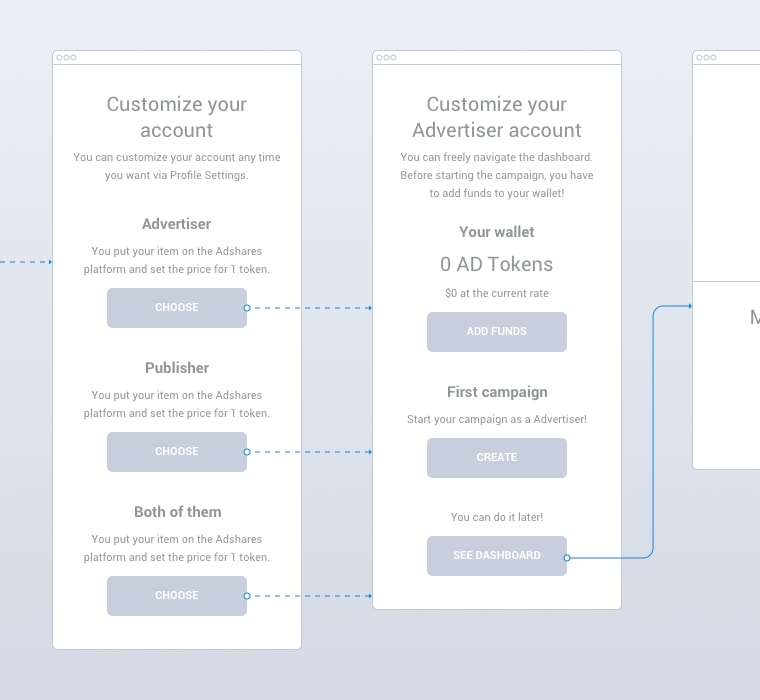 Customize your
account
You can customize your account any time
you want via Profile Settings.
Advertiser
You put your item on the Adshares
platform and set the price for 1 token.
CHOOSE
Publisher
You put your item on the Adshares
platform and set the price for 1 token.
CHOOSE
Both of them
You put your item on the Adshares
platform and set the price for 1 token.
CHOOSE
Customize your
Advertiser account
You can freely navigate the dashboard.
Before starting the campaign, you have
to add funds to your wallet!
Your wallet
0 AD Tokens
$0 at the current rate
ADD FUNDS
First campaign
Start your campaign as a Advertiser!
CREATE
You can do it later!
SEE DASHBOARD